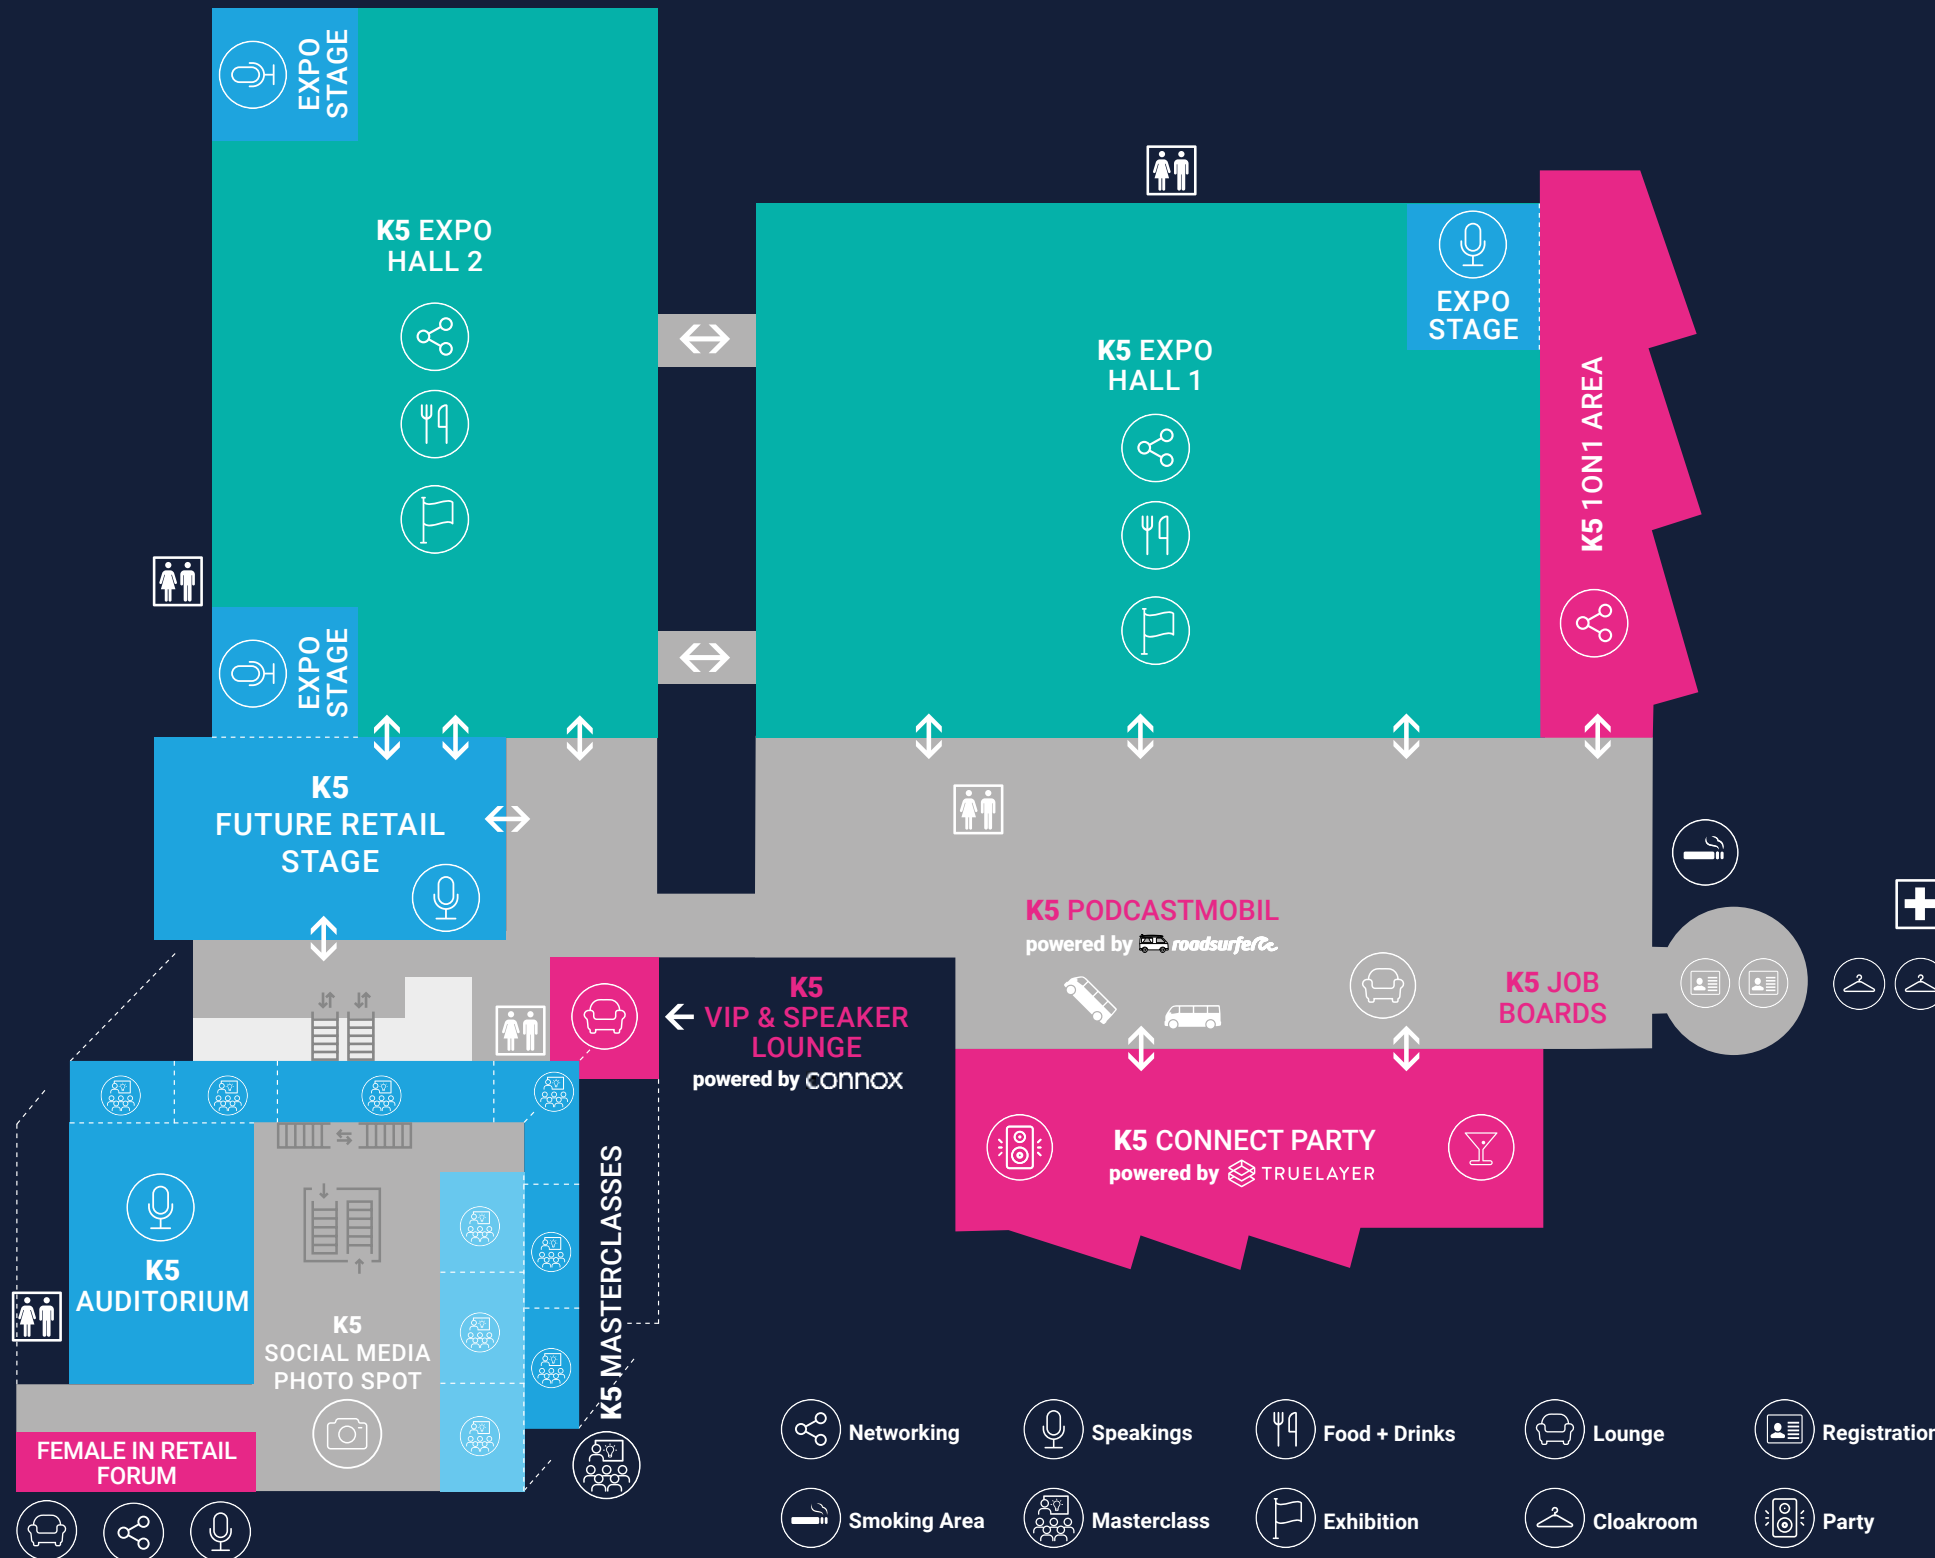 EXPO
STAGE
K5 EXPO
HALL 2
K5 EXPO
HALL 1
EXPO
STAGE
K5 1ON1 AREA
EXPO
STAGE
K5
FUTURE RETAIL
STAGE
K5 PODCASTMOBIL
powered by roadsurfer
K5 JOB
BOARDS
K5
VIP & SPEAKER
LOUNGE
powered by connox
K5 CONNECT PARTY
powered by TRUELAYER
K5 MASTERCLASSES
K5
AUDITORIUM
K5
SOCIAL MEDIA
PHOTO SPOT
FEMALE IN RETAIL
FORUM
Networking
Speakings
Food + Drinks
Lounge
Registration
Smoking Area
Masterclass
Exhibition
Cloakroom
Party